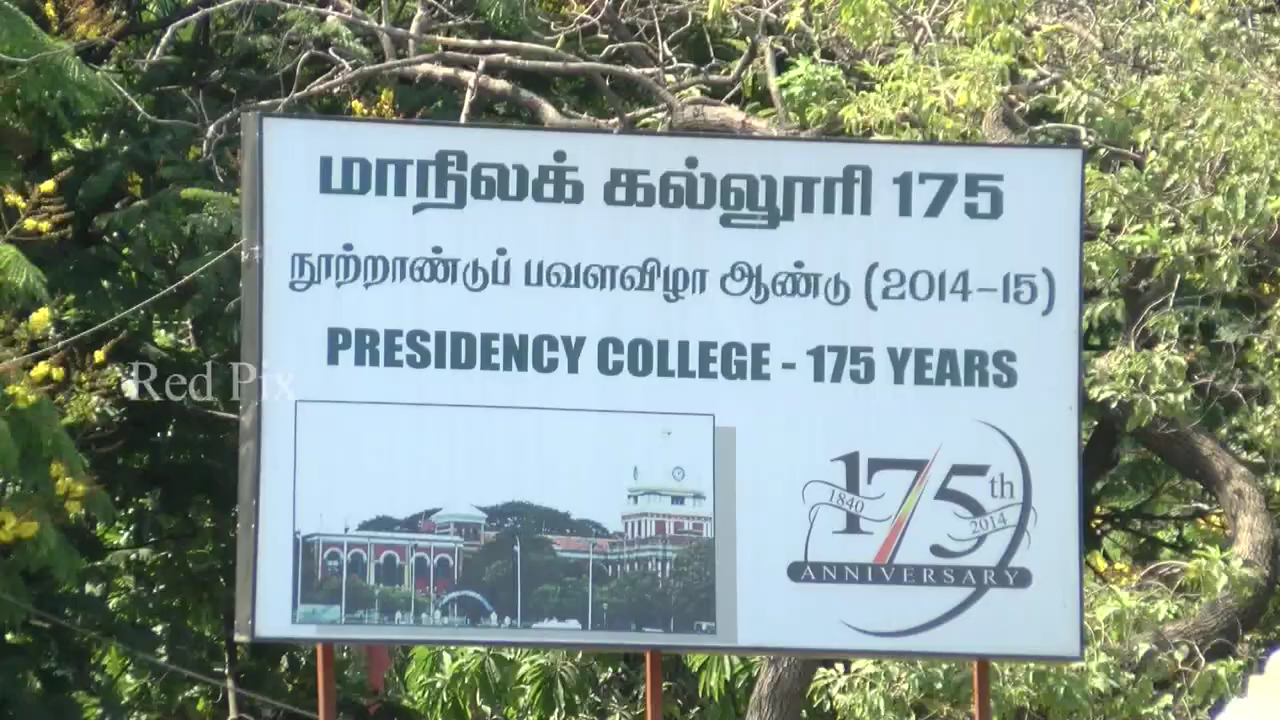 மாநிலக் கல்லூரி 175
நூற்றாண்டுப் பவளவிழா ஆண்டு (2014-15)
PRESIDENCY COLLEGE - 175 YEARS
Red Pix
175th
1840
2014
ANNIVERSARY